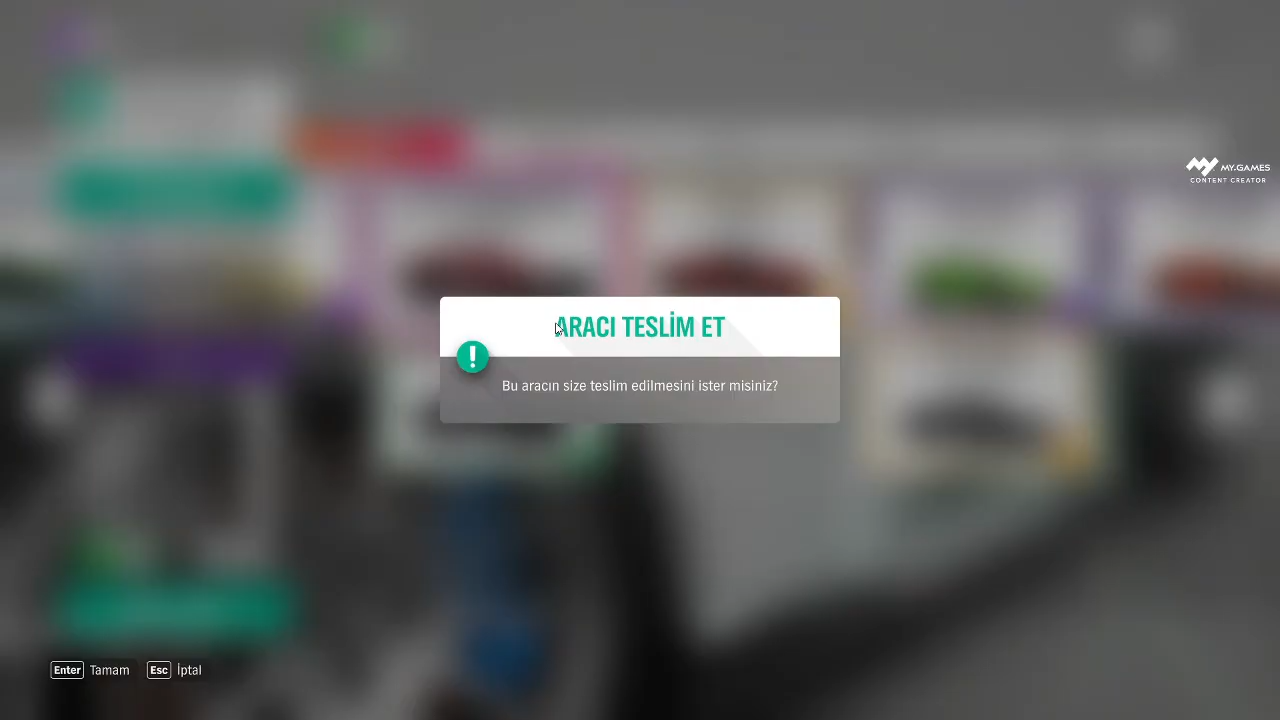 MY.GAMES
CONTENT CREATOR
ARACI TESLİM ET
Bu aracın size teslim edilmesini ister misiniz?
Enter Tamam Esc İptal